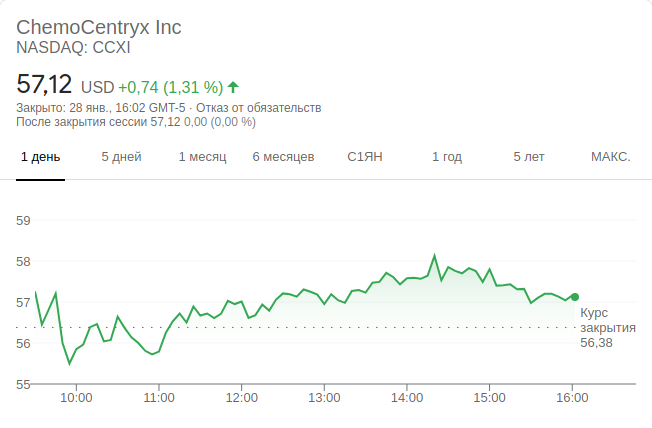 ChemoCentryx Inc
NASDAQ: CCXI
57,12 USD +0,74 (1,31 %)
Закрыто: 28 янв., 16:02 GMT-5 · Отказ от обязательств
После закрытия сессии 57,12 0,00 (0,00 %)
1 день 5 дней 1 месяц 6 месяцев С1ЯН 1 год 5 лет МАКС.
59
58
57
Курс
закрытия
56,38
56
55
10:00 11:00 12:00 13:00 14:00 15:00 16:00